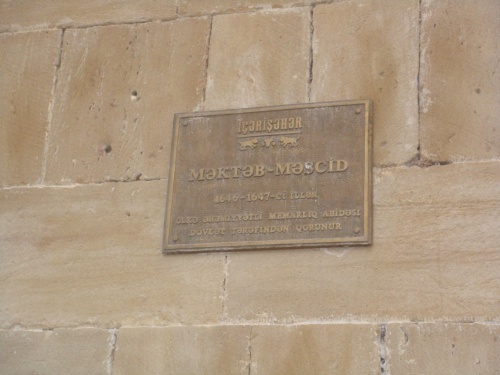 İÇƏRİŞƏHƏR
MƏKTƏB-MƏSCİD
1646-1647-ci İLLƏR
ÖLKƏ ƏHƏMİYYƏTLİ MEMARLIQ ABİDƏSİ
DÖVLƏT TƏRƏFİNDƏN QORUNUR